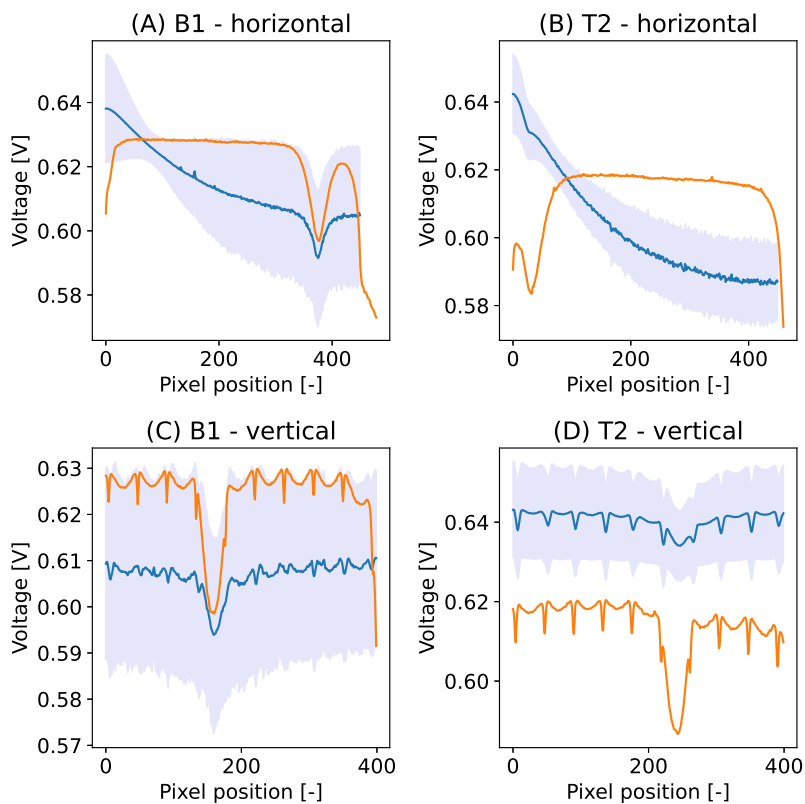 (A) B1 - horizontal
(B) T2 - horizontal
Voltage [V]
0.64
0.62
0.60
0.58
0
200
400
Pixel position [-]
Voltage [V]
0.64
0.62
0.60
0.58
0
200
400
Pixel position [-]
(C) B1 - vertical
(D) T2 - vertical
Voltage [V]
0.63
0.62
0.61
0.60
0.59
0.58
0.57
0
200
400
Pixel position [-]
Voltage [V]
0.64
0.62
0.60
0
200
400
Pixel position [-]